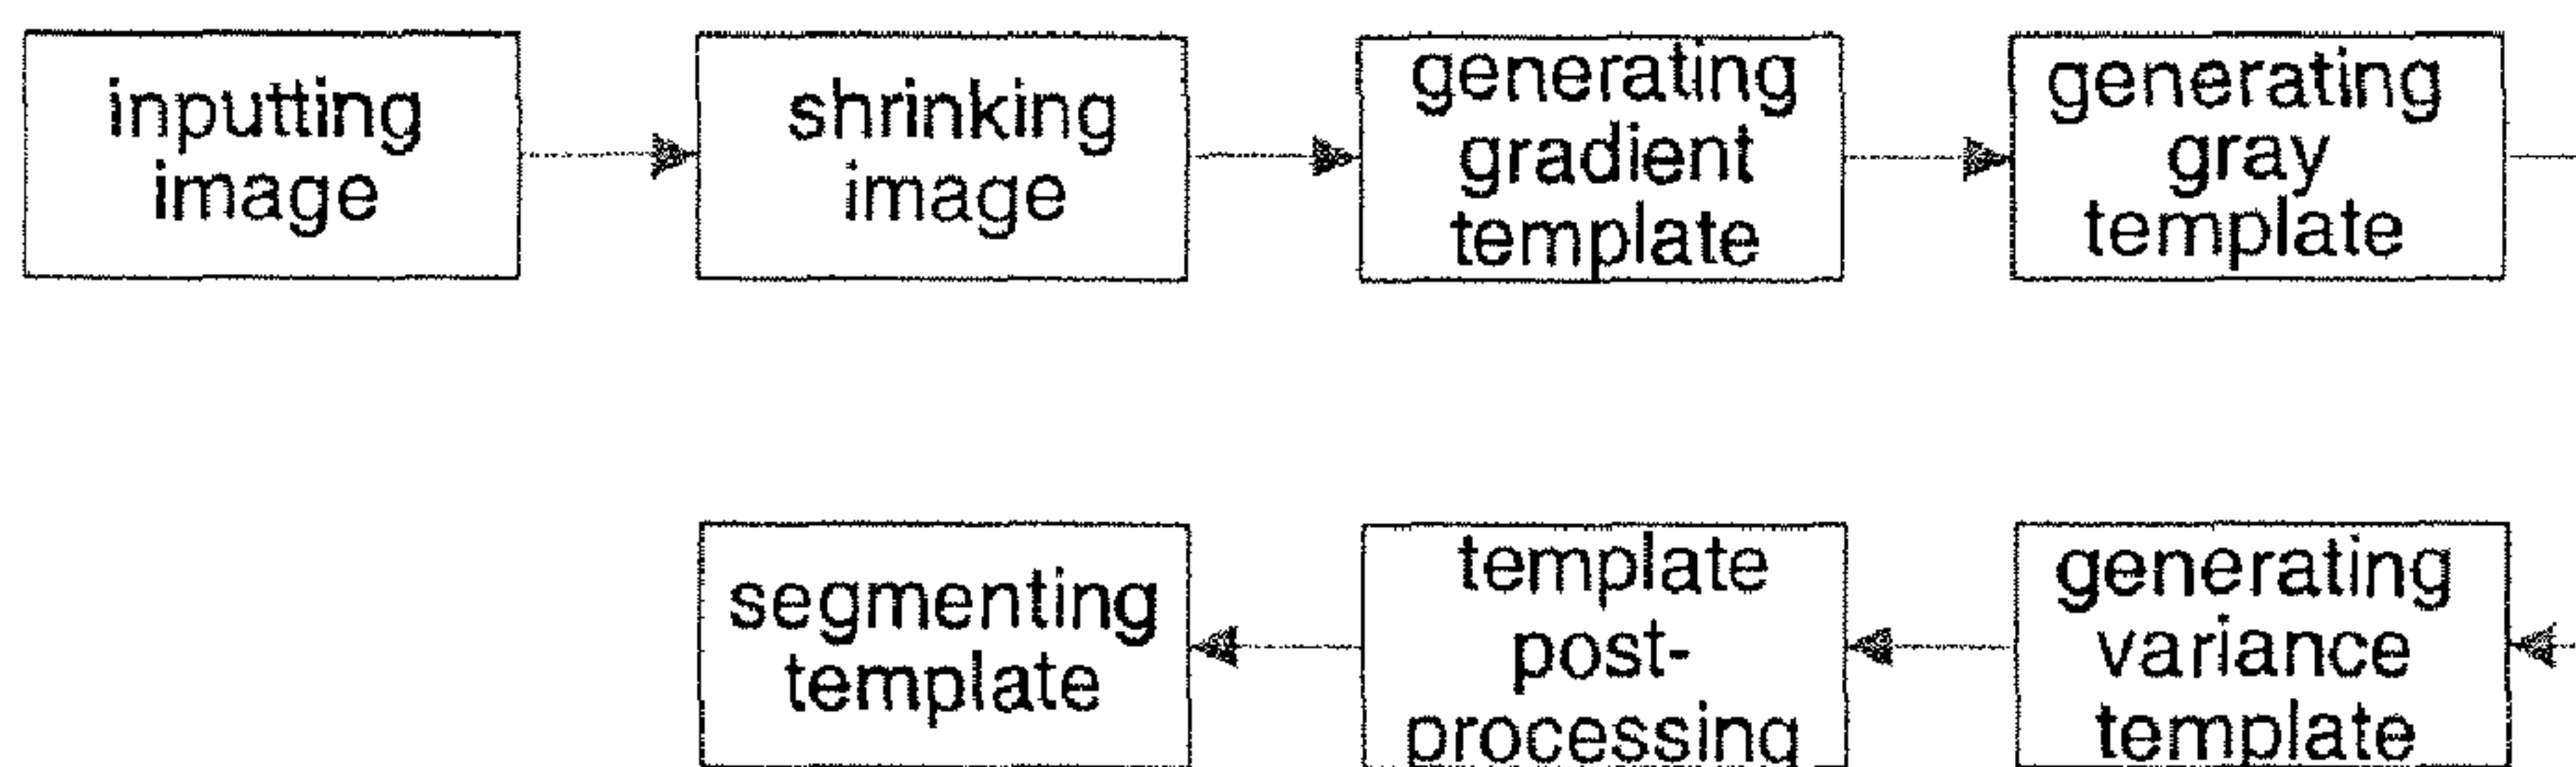 inputting
image
shrinking
image
generating
gradient
template
generating
gray
template
generating
variance
template
template
post-
processing
segmenting
template